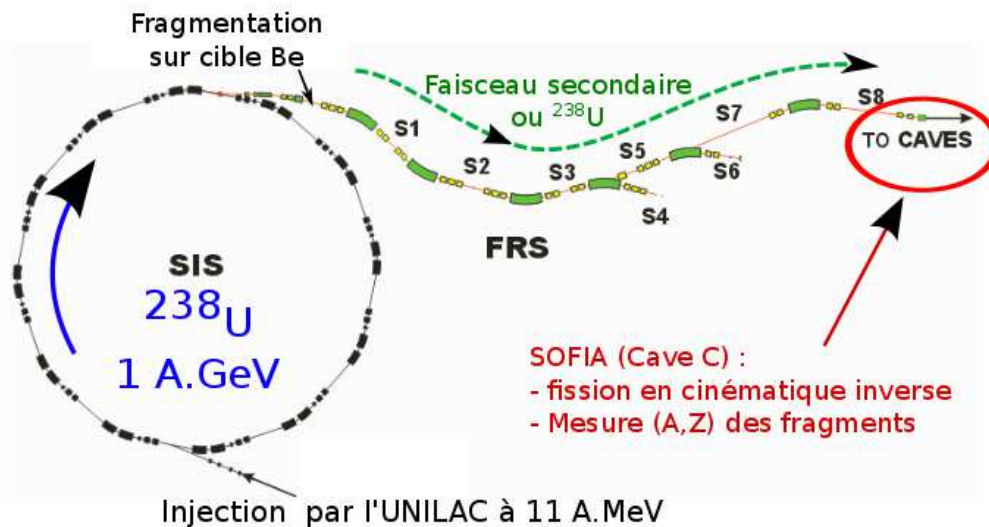 Fragmentation
sur cible Be
Faisceau secondaire
ou ²³⁸U
S1
S2
S3
S4
S5
S6
S7
S8
TO CAVES
FRS
SIS
²³⁸U
1 A.GeV
SOFIA (Cave C) :
- fission en cinématique inverse
- Mesure (A,Z) des fragments
Injection par l'UNILAC à 11 A.MeV